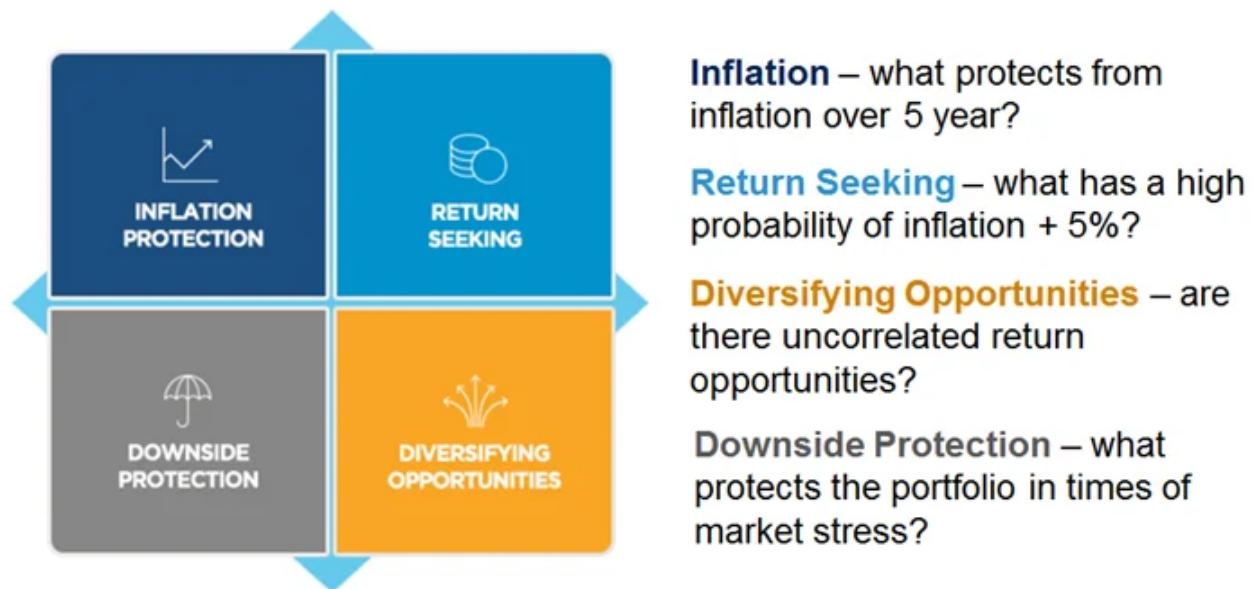 INFLATION
PROTECTION
RETURN
SEEKING
DOWNSIDE
PROTECTION
DIVERSIFYING
OPPORTUNITIES
Inflation – what protects from
inflation over 5 year?
Return Seeking – what has a high
probability of inflation + 5%?
Diversifying Opportunities – are
there uncorrelated return
opportunities?
Downside Protection – what
protects the portfolio in times of
market stress?